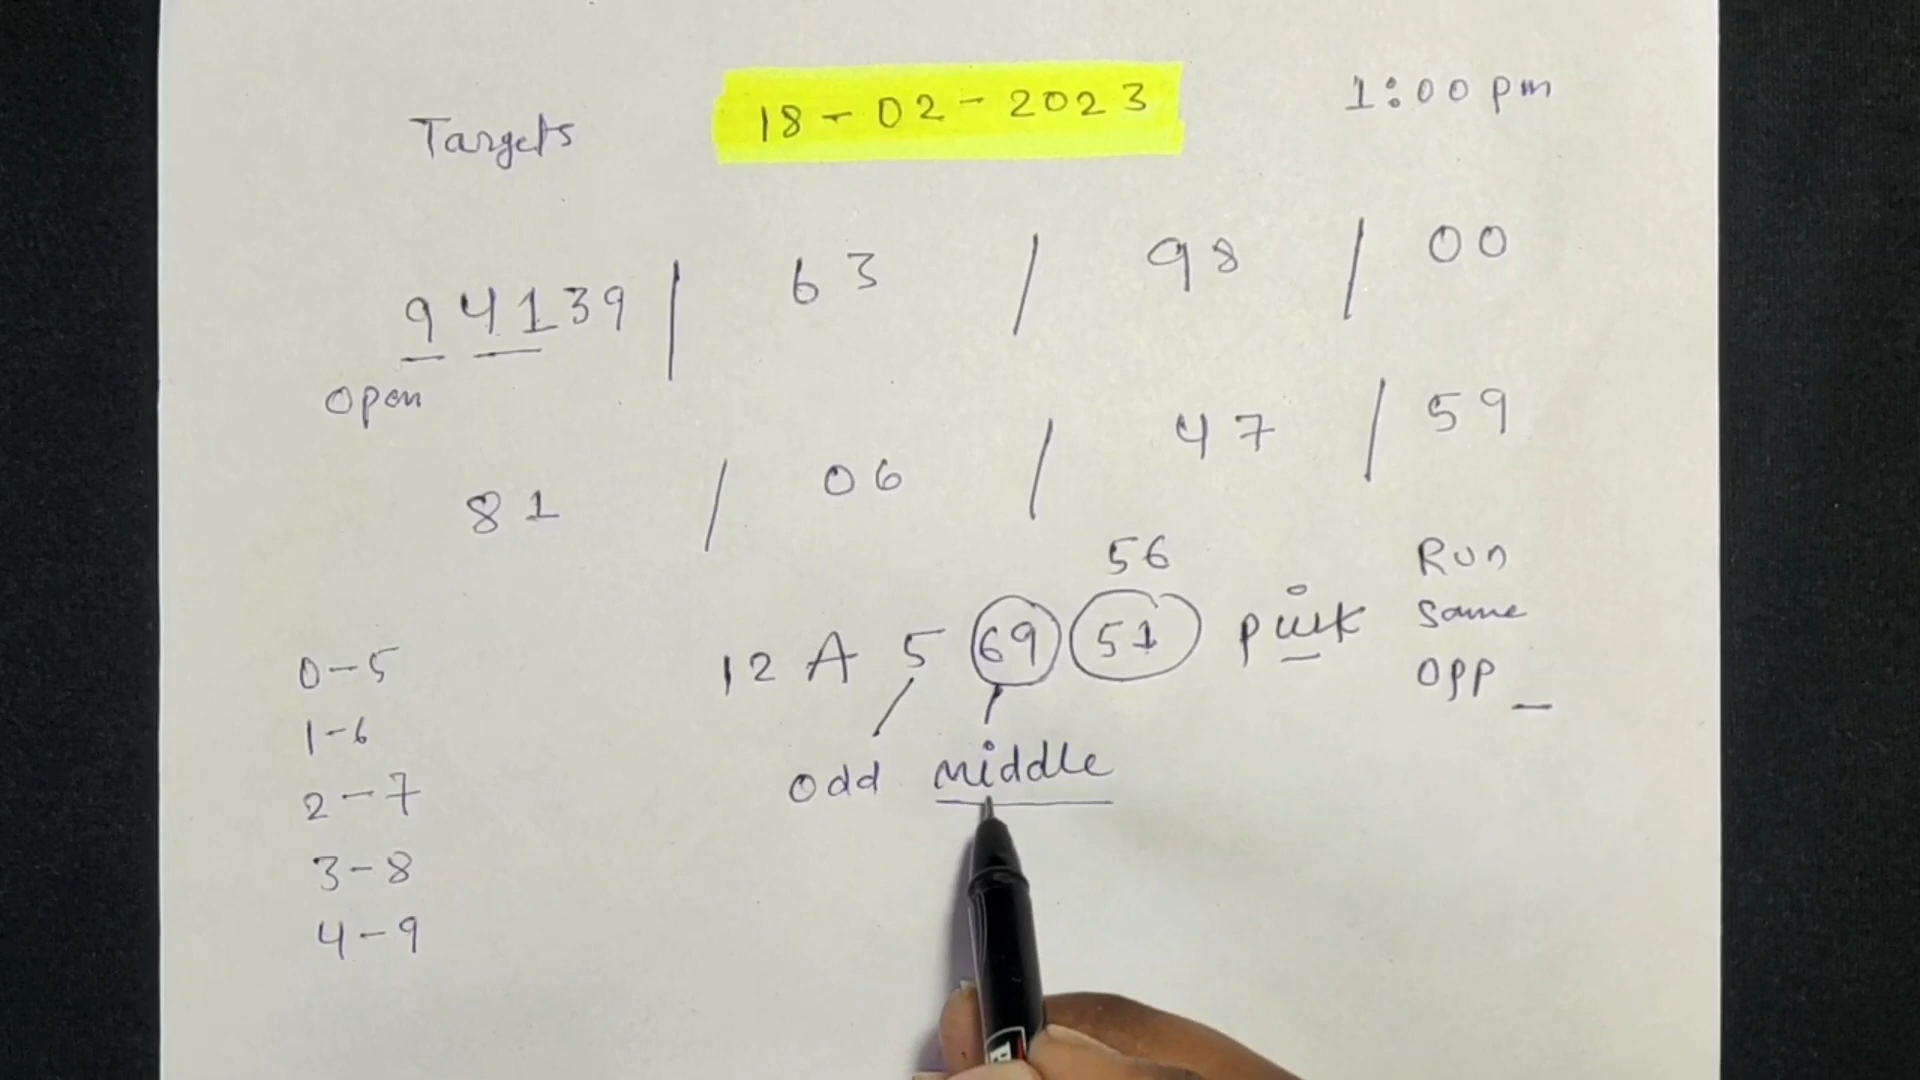 Targets 18-02-2023 1:00 pm
94139 / 63 / 98 / 00
open
81 / 06 / 47 / 59
56
12 A 5 69 51 pick
Run
Same
opp _
odd middle
0-5
1-6
2-7
3-8
4-9